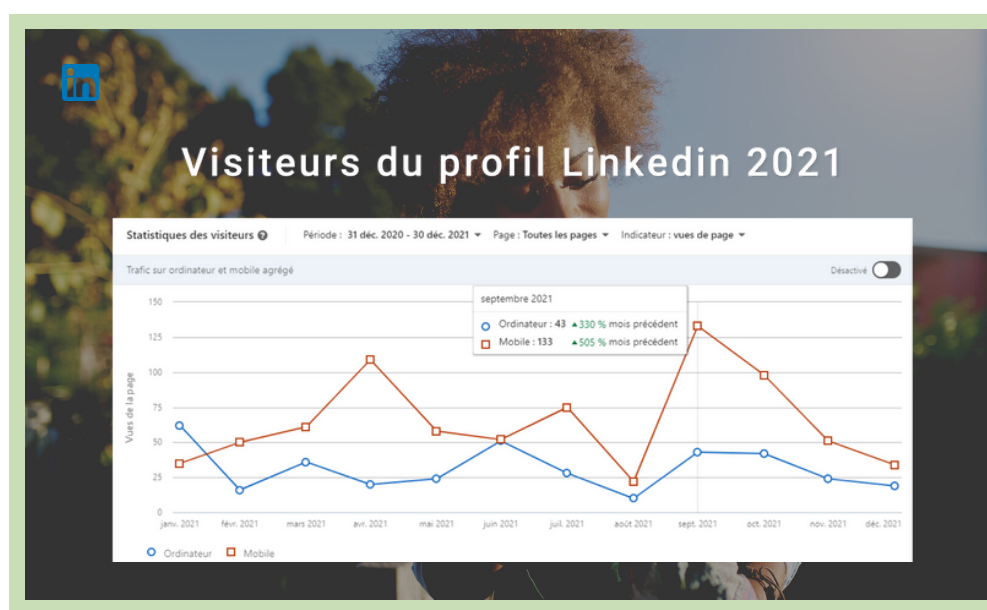 in
Visiteurs du profil Linkedin 2021
Statistiques des visiteurs ? Période : 31 déc. 2020 - 30 déc. 2021 Page : Toutes les pages Indicateur : vues de page
Trafic sur ordinateur et mobile agrégé Désactivé
septembre 2021
Ordinateur : 43 ▲330 % mois précédent
Mobile : 133 ▲505 % mois précédent
Vues de la page
150
125
100
75
50
25
0
janv. 2021 févr. 2021 mars 2021 avr. 2021 mai 2021 juin 2021 juil. 2021 août 2021 sept. 2021 oct. 2021 nov. 2021 déc. 2021
Ordinateur Mobile